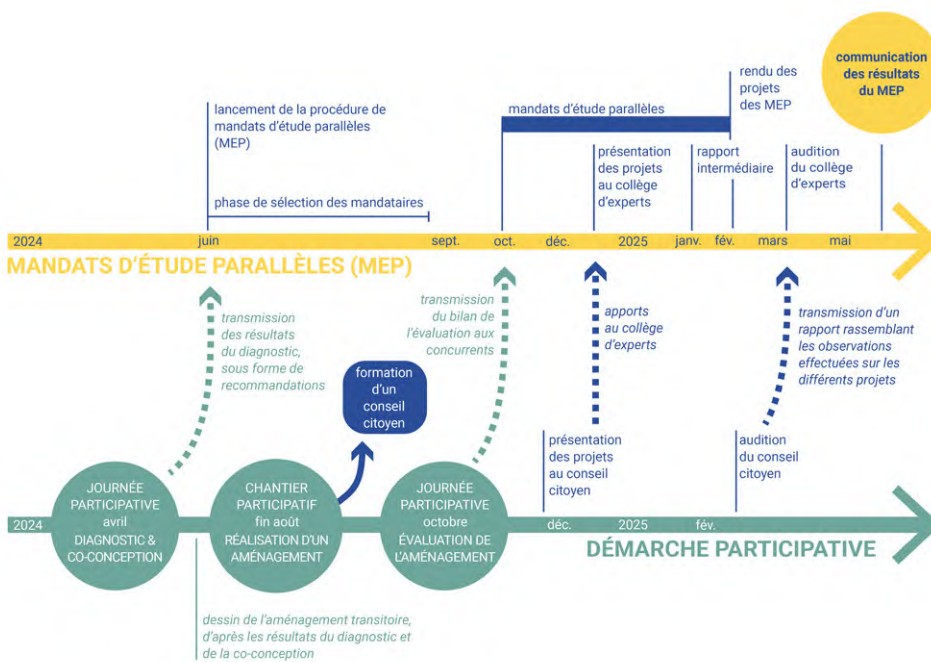 communication
des résultats
du MEP
rendu des
projets
des MEP
lancement de la procédure de
mandats d'étude parallèles
(MEP)
mandats d'étude parallèles
présentation
des projets
au collège
d'experts
rapport
intermédiaire
audition
du collège
d'experts
phase de sélection des mandataires
2024 juin sept. oct. déc. 2025 janv. fév. mars mai
MANDATS D'ÉTUDE PARALLÈLES (MEP)
transmission
des résultats
du diagnostic,
sous forme de
recommandations
transmission
du bilan de
l'évaluation aux
concurrents
apports
au collège
d'experts
transmission d'un
rapport rassemblant
les observations
effectuées sur les
différents projets
formation
d'un
conseil
citoyen
présentation
des projets
au conseil
citoyen
audition
du conseil
citoyen
JOURNÉE
PARTICIPATIVE
avril
DIAGNOSTIC &
CO-CONCEPTION
CHANTIER
PARTICIPATIF
fin août
RÉALISATION D'UN
AMÉNAGEMENT
JOURNÉE
PARTICIPATIVE
octobre
ÉVALUATION DE
L'AMÉNAGEMENT
2024 déc. 2025 fév.
DÉMARCHE PARTICIPATIVE
dessin de l'aménagement transitoire,
d'après les résultats du diagnostic et
de la co-conception